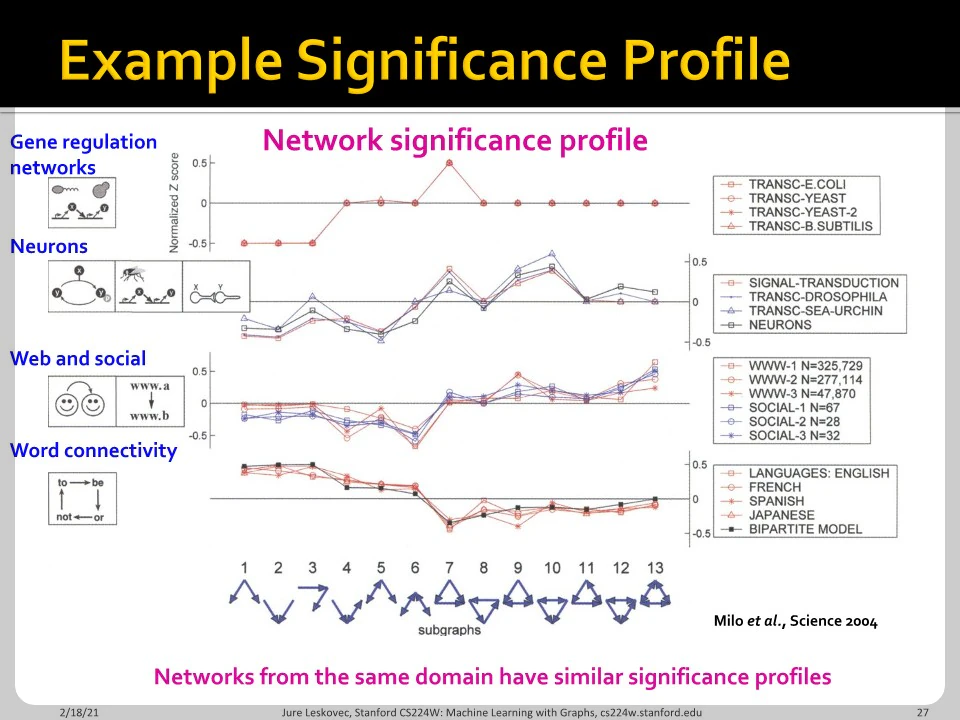 Example Significance Profile
Network significance profile
Gene regulation
networks
Normalized Z score
0.5
0
-0.5
TRANSC-E.COLI
TRANSC-YEAST
TRANSC-YEAST-2
TRANSC-B.SUBTILIS
X
Y
Neurons
X
Y
Y
X
Y
X Y
0.5
0
-0.5
SIGNAL-TRANSDUCTION
TRANSC-DROSOPHILA
TRANSC-SEA-URCHIN
NEURONS
Web and social
www.a
www.b
0.5
0
-0.5
WWW-1 N=325,729
WWW-2 N=277,114
WWW-3 N=47,870
SOCIAL-1 N=67
SOCIAL-2 N=28
SOCIAL-3 N=32
Word connectivity
to be
not or
0.5
0
-0.5
LANGUAGES: ENGLISH
FRENCH
SPANISH
JAPANESE
BIPARTITE MODEL
1 2 3 4 5 6 7 8 9 10 11 12 13
subgraphs
Milo et al., Science 2004
Networks from the same domain have similar significance profiles
2/18/21 Jure Leskovec, Stanford CS224W: Machine Learning with Graphs, cs224w.stanford.edu 27